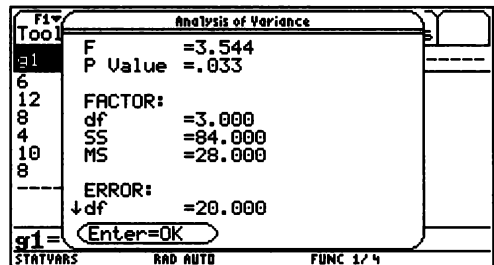 F1▼
Tool
Analysis of Variance
F =3.544
P Value =.033
FACTOR:
df =3.000
SS =84.000
MS =28.000
ERROR:
↓df =20.000
Enter=OK
g1
6
12
8
4
10
8
g1=
STATVARS RAD AUTO FUNC 1/4